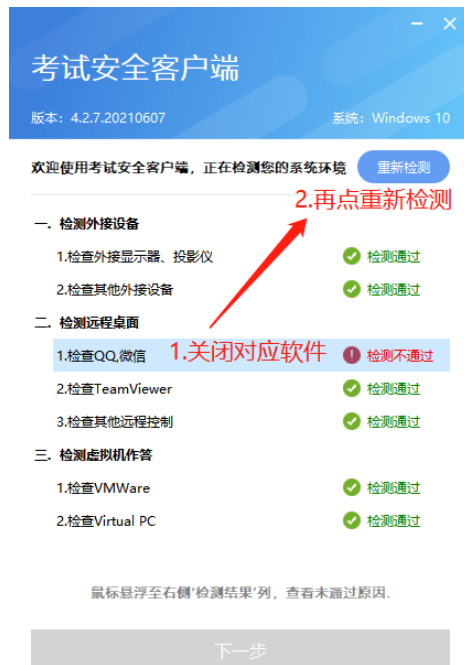 考试安全客户端
版本：4.2.7.20210607 系统：Windows 10
欢迎使用考试安全客户端，正在检测您的系统环境 重新检测
2.再点重新检测
一. 检测外接设备
1.检查外接显示器、投影仪 检测通过
2.检查其他外接设备 检测通过
二. 检测远程桌面
1.检查QQ,微信 1.关闭对应软件 检测不通过
2.检查TeamViewer 检测通过
3.检查其他远程控制 检测通过
三. 检测虚拟机作答
1.检查VMWare 检测通过
2.检查Virtual PC 检测通过
鼠标悬浮至右侧'检测结果'列，查看未通过原因.
下一步